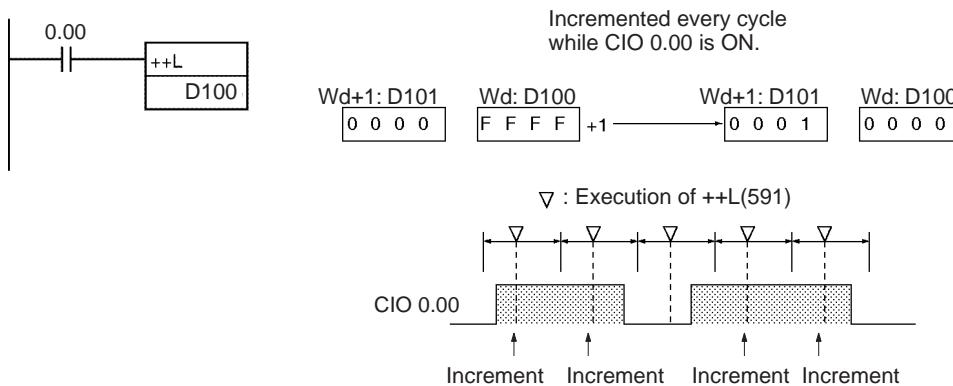 0.00
++L
D100
Incremented every cycle
while CIO 0.00 is ON.
Wd+1: D101 Wd: D100 Wd+1: D101 Wd: D100
0 0 0 0 F F F F +1 0 0 0 1 0 0 0 0
: Execution of ++L(591)
CIO 0.00
Increment Increment Increment Increment